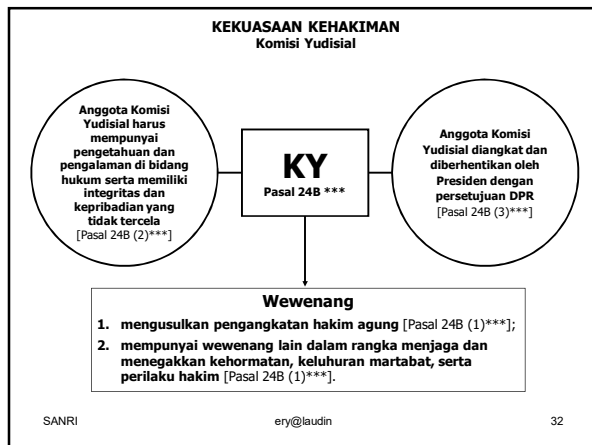 KEKUASAAN KEHAKIMAN
Komisi Yudisial
Anggota Komisi
Yudisial harus
mempunyai
pengetahuan dan
pengalaman di bidang
hukum serta memiliki
integritas dan
kepribadian yang
tidak tercela
[Pasal 24B (2)***]
KY
Pasal 24B ***
Anggota Komisi
Yudisial diangkat dan
diberhentikan oleh
Presiden dengan
persetujuan DPR
[Pasal 24B (3)***]
Wewenang
1. mengusulkan pengangkatan hakim agung [Pasal 24B (1)***];
2. mempunyai wewenang lain dalam rangka menjaga dan
menegakkan kehormatan, keluhuran martabat, serta
perilaku hakim [Pasal 24B (1)***].
SANRI ery@laudin 32